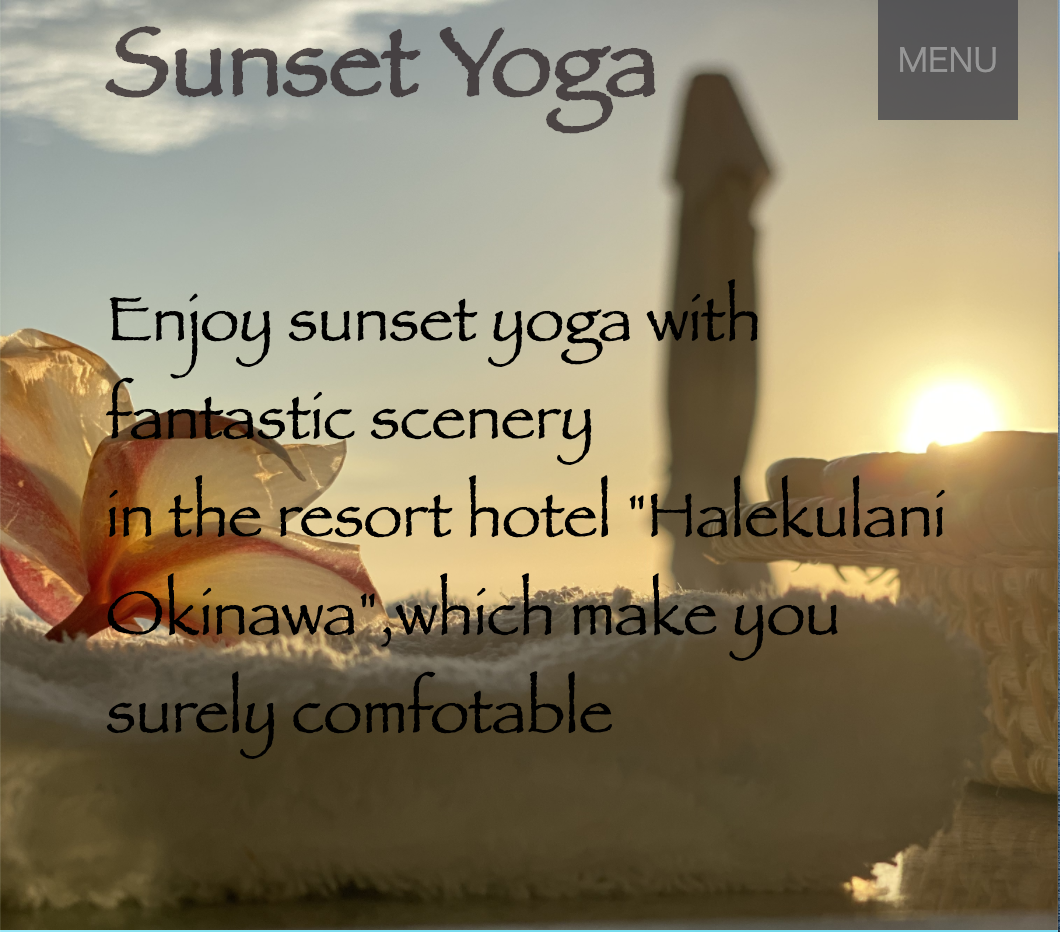 Sunset Yoga
MENU
Enjoy sunset yoga with
fantastic scenery
in the resort hotel "Halekulani
Okinawa",which make you
surely comfotable